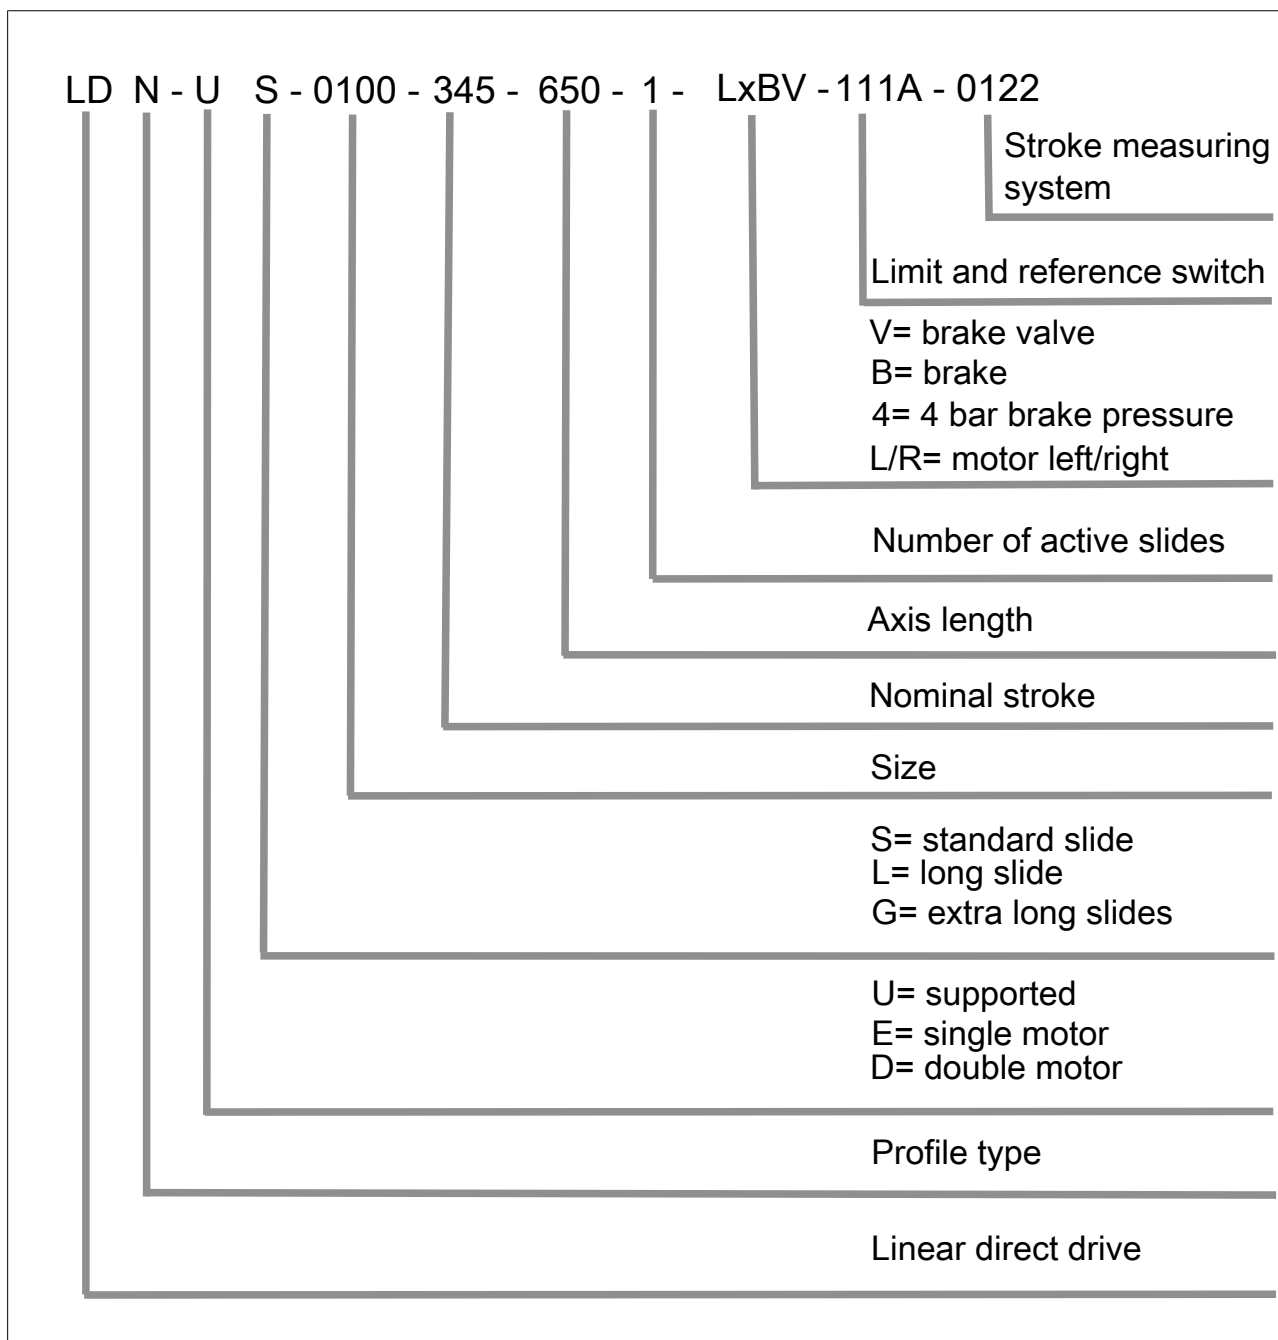 LD N - U S - 0100 - 345 - 650 - 1 - LxBV - 111A - 0122
Stroke measuring
system
Limit and reference switch
V= brake valve
B= brake
4= 4 bar brake pressure
L/R= motor left/right
Number of active slides
Axis length
Nominal stroke
Size
S= standard slide
L= long slide
G= extra long slides
U= supported
E= single motor
D= double motor
Profile type
Linear direct drive